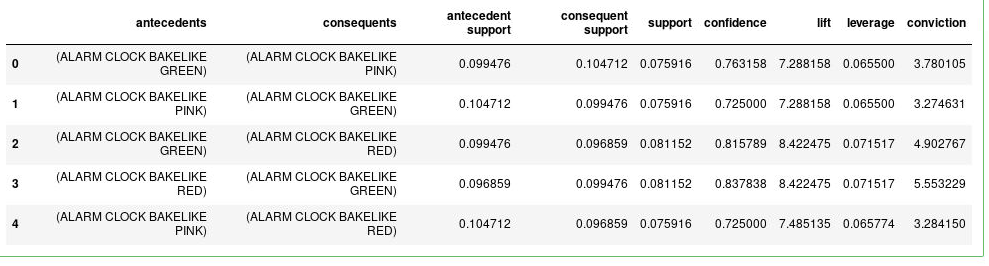 antecedents consequents antecedent support consequent support support confidence lift leverage conviction
0 (ALARM CLOCK BAKELIKE GREEN) (ALARM CLOCK BAKELIKE PINK) 0.099476 0.104712 0.075916 0.763158 7.288158 0.065500 3.780105
1 (ALARM CLOCK BAKELIKE PINK) (ALARM CLOCK BAKELIKE GREEN) 0.104712 0.099476 0.075916 0.725000 7.288158 0.065500 3.274631
2 (ALARM CLOCK BAKELIKE GREEN) (ALARM CLOCK BAKELIKE RED) 0.099476 0.096859 0.081152 0.815789 8.422475 0.071517 4.902767
3 (ALARM CLOCK BAKELIKE RED) (ALARM CLOCK BAKELIKE GREEN) 0.096859 0.099476 0.081152 0.837838 8.422475 0.071517 5.553229
4 (ALARM CLOCK BAKELIKE PINK) (ALARM CLOCK BAKELIKE RED) 0.104712 0.096859 0.075916 0.725000 7.485135 0.065774 3.284150